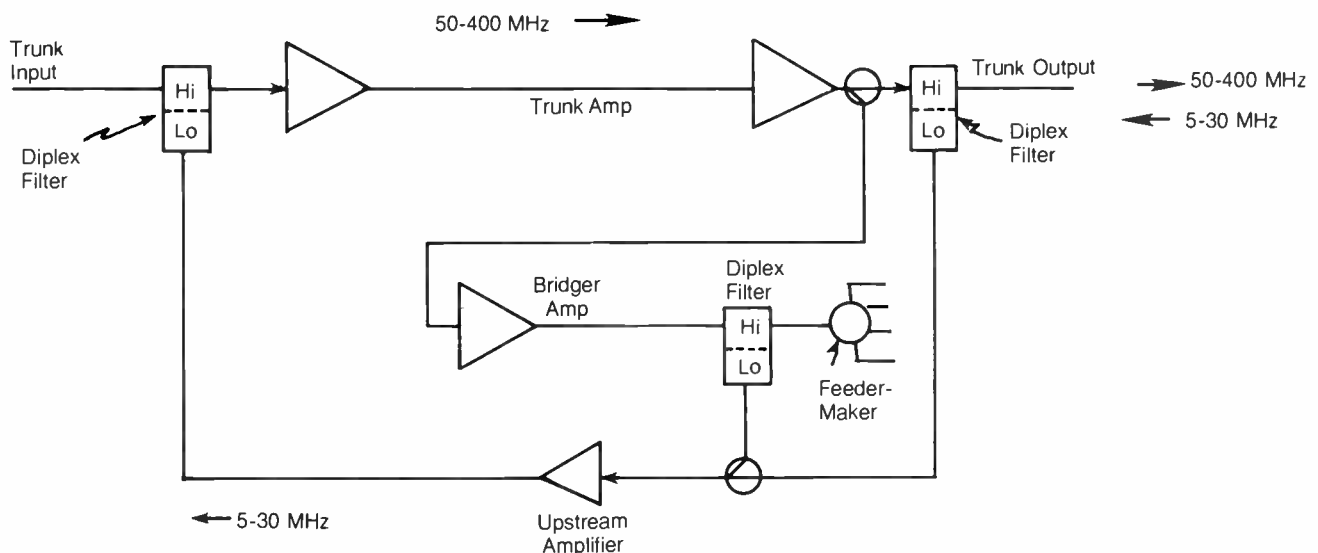 50-400 MHz
Trunk
Input
Hi
Lo
Diplex
Filter
Trunk Amp
Hi
Lo
Trunk Output
Diplex
Filter
50-400 MHz
5-30 MHz
Bridger
Amp
Diplex
Filter
Hi
Lo
Feeder-
Maker
5-30 MHz
Upstream
Amplifier